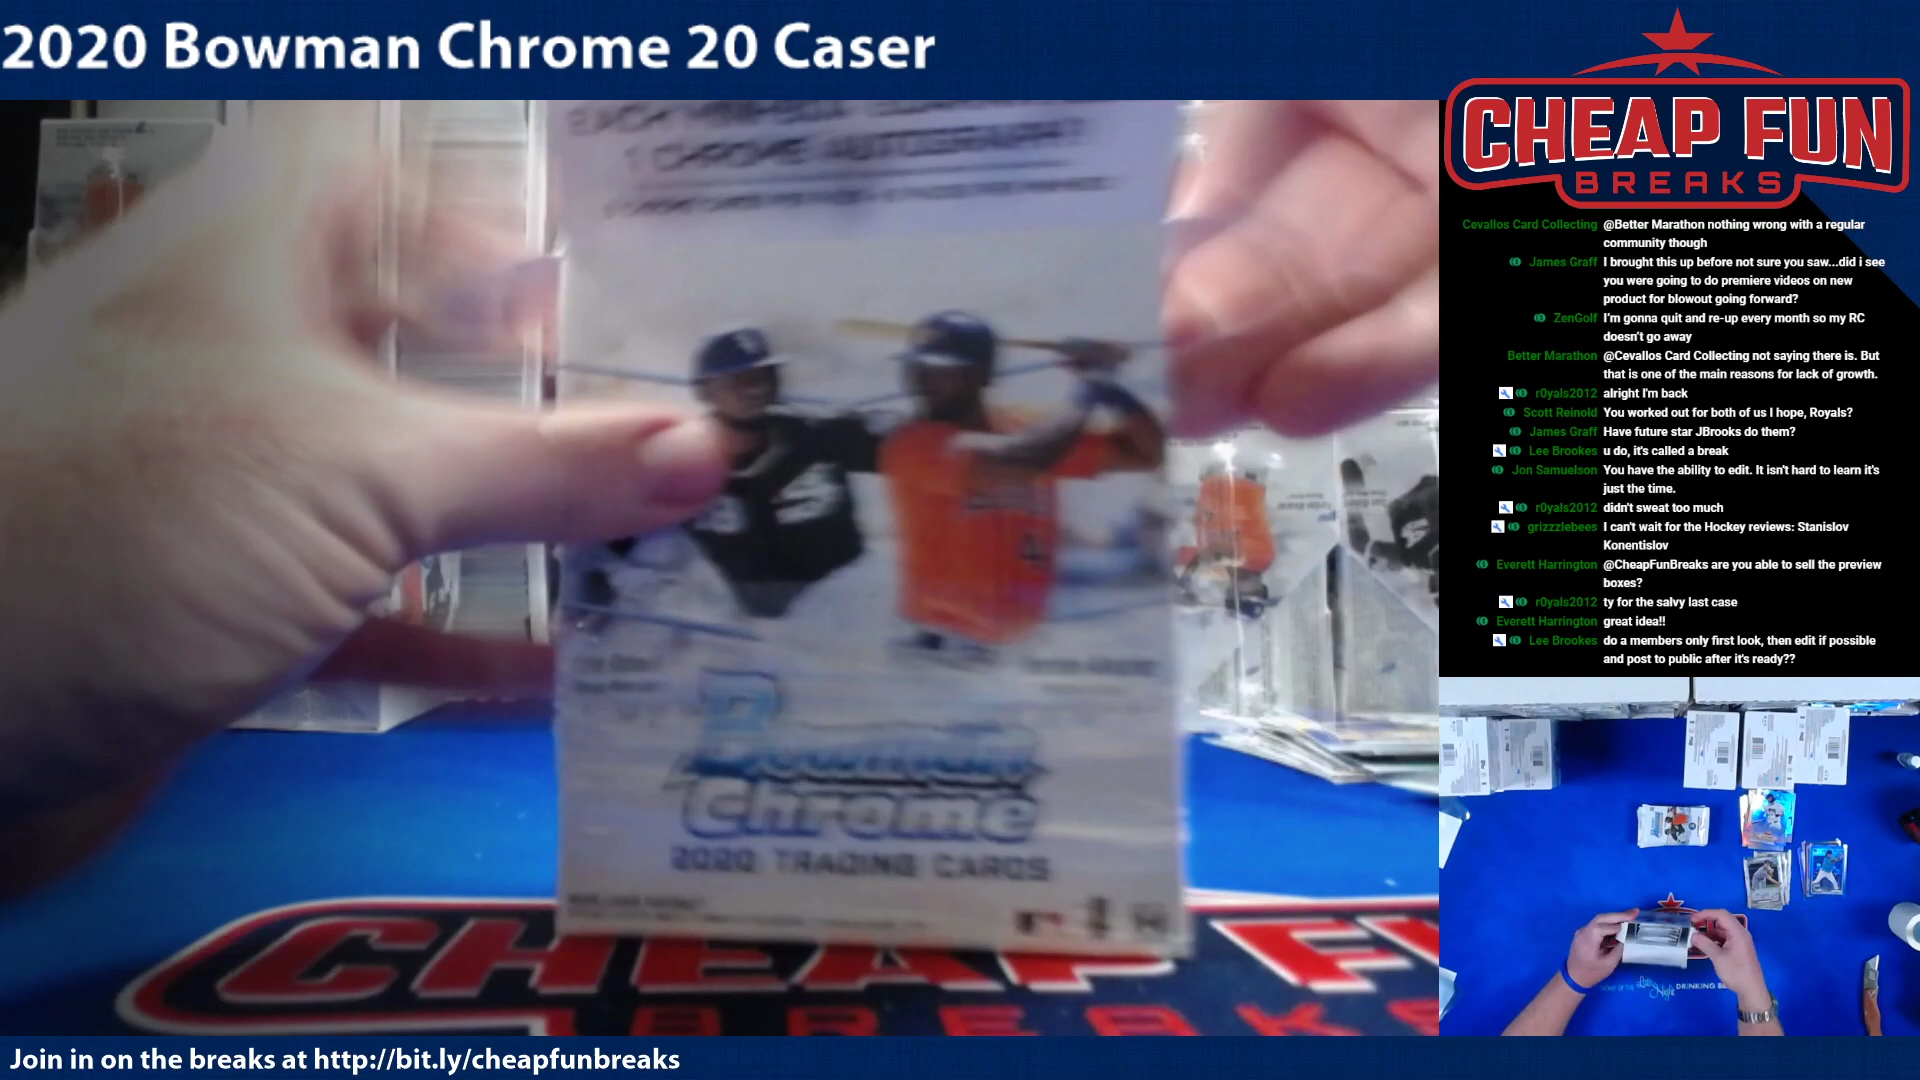 2020 Bowman Chrome 20 Caser
CHEAP FUN
BREAKS
1 CHROME AUTOGRAPH!
Bowman
Chrome
2020 TRADING CARDS
CHEAP FU
BREAKS
Cevallos Card Collecting @Better Marathon nothing wrong with a regular
community though
James Graff I brought this up before not sure you saw...did i see
you were going to do premiere videos on new
product for blowout going forward?
ZenGolf I'm gonna quit and re-up every month so my RC
doesn't go away
Better Marathon @Cevallos Card Collecting not saying there is. But
that is one of the main reasons for lack of growth.
r0yals2012 alright I'm back
Scott Reinold You worked out for both of us I hope, Royals?
James Graff Have future star JBrooks do them?
Lee Brookes u do, it's called a break
Jon Samuelson You have the ability to edit. It isn't hard to learn it's
just the time.
r0yals2012 didn't sweat too much
grizzzlebees I can't wait for the Hockey reviews: Stanislov
Konentislov
Everett Harrington @CheapFunBreaks are you able to sell the preview
boxes?
r0yals2012 ty for the salvy last case
Everett Harrington great idea!!
Lee Brookes do a members only first look, then edit if possible
and post to public after it's ready??
Join in on the breaks at http://bit.ly/cheapfunbreaks